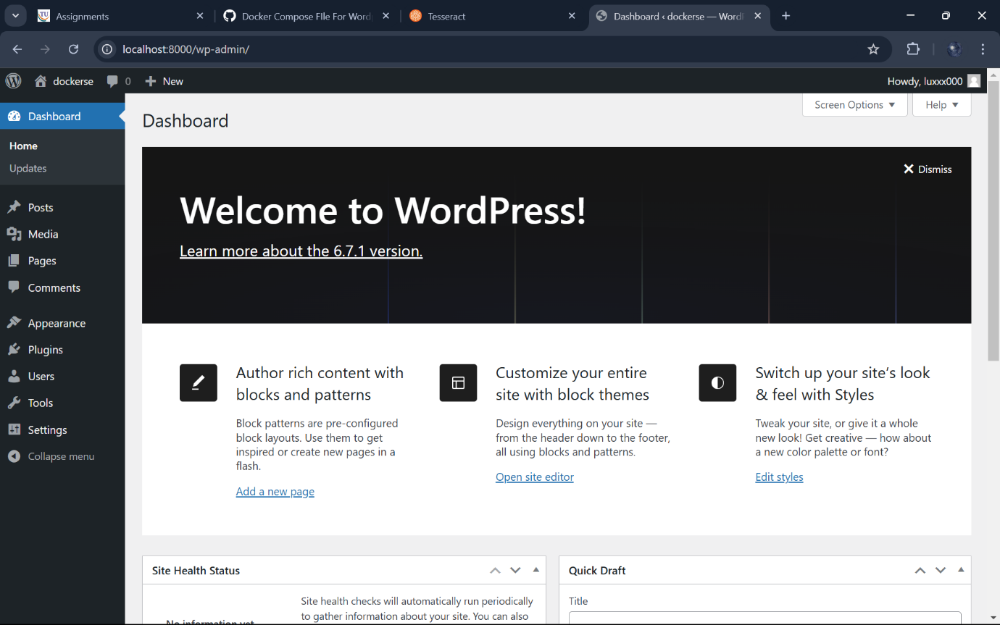 Assignments
Docker Compose FIle For Word
Tesseract
Dashboard ‹ dockerse — Word
localhost:8000/wp-admin/
dockerse
0
New
Howdy, luxxx000
Dashboard
Home
Updates
Posts
Media
Pages
Comments
Appearance
Plugins
Users
Tools
Settings
Collapse menu
Screen Options
Help
Dashboard
Dismiss
Welcome to WordPress!
Learn more about the 6.7.1 version.
Author rich content with
blocks and patterns
Block patterns are pre-configured
block layouts. Use them to get
inspired or create new pages in a
flash.
Add a new page
Customize your entire
site with block themes
Design everything on your site —
from the header down to the footer,
all using blocks and patterns.
Open site editor
Switch up your site’s look
& feel with Styles
Tweak your site, or give it a whole
new look! Get creative — how about
a new color palette or font?
Edit styles
Site Health Status
No information yet
Site health checks will automatically run periodically
to gather information about your site. You can also
Quick Draft
Title